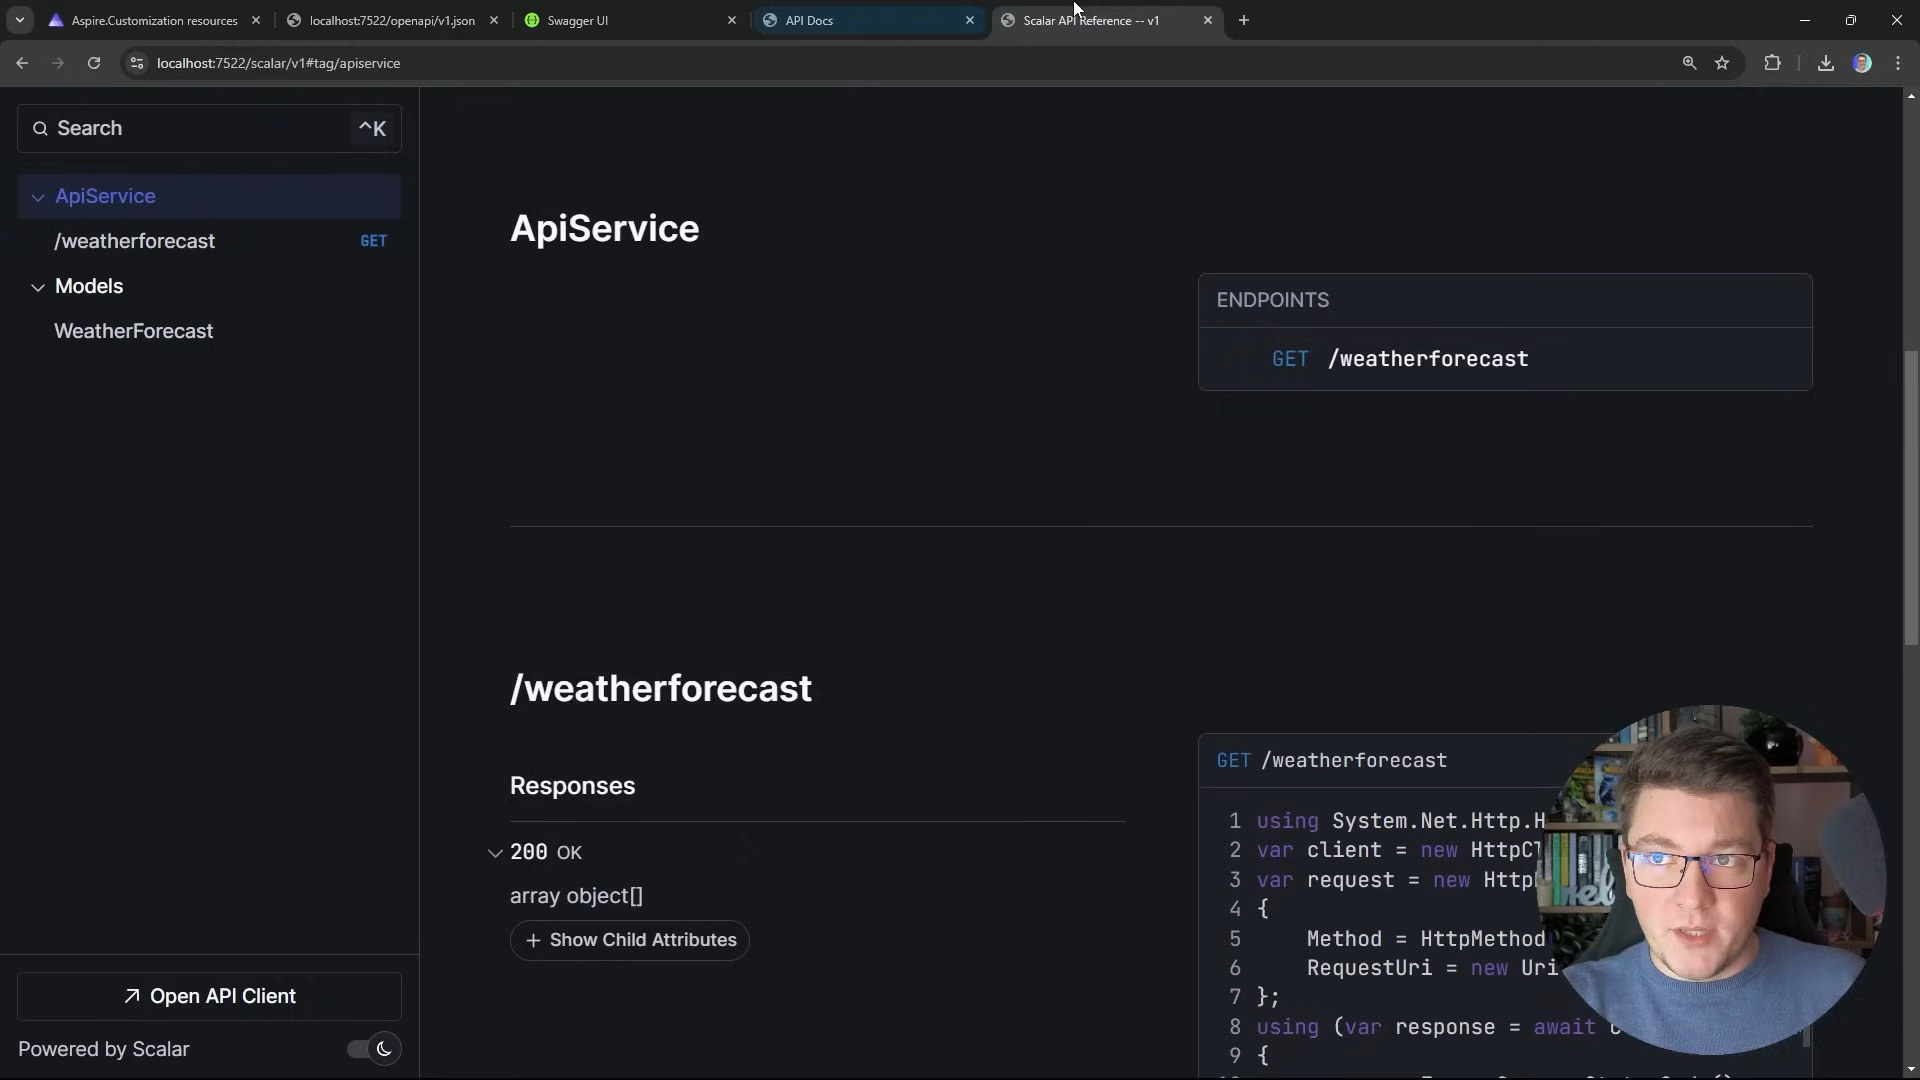 Aspire.Customization resources
localhost:7522/openapi/v1.json
Swagger UI
API Docs
Scalar API Reference -- v1
localhost:7522/scalar/v1#tag/apiservice
Search
^K
ApiService
/weatherforecast GET
Models
WeatherForecast
Open API Client
Powered by Scalar
ApiService
ENDPOINTS
GET /weatherforecast
/weatherforecast
Responses
200 OK
array object[]
+ Show Child Attributes
GET /weatherforecast
1 using System.Net.Http.H
2 var client = new HttpCl
3 var request = new Http
4 {
5 Method = HttpMethod
6 RequestUri = new Uri
7 };
8 using (var response = await
9 {